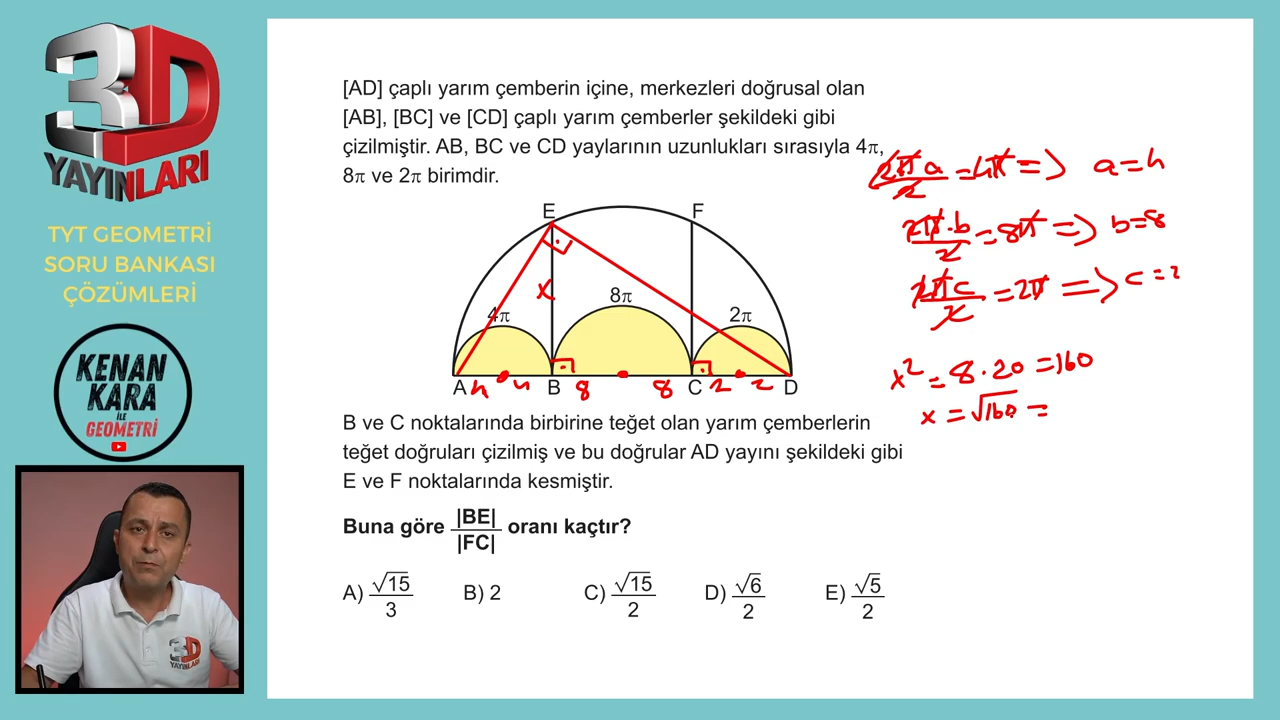 3D
YAYINLARI
TYT GEOMETRİ
SORU BANKASI
ÇÖZÜMLERİ
KENAN
KARA
İLE
GEOMETRİ
3D
YAYINLARI
[AD] çaplı yarım çemberin içine, merkezleri doğrusal olan
[AB], [BC] ve [CD] çaplı yarım çemberler şekildeki gibi
çizilmiştir. AB, BC ve CD yaylarının uzunlukları sırasıyla 4π,
8π ve 2π birimdir.
E F
x
4π 8π 2π
A 4 4 B 8 8 C 2 2 D
2πa/2 = 4π => a = 4
2π·b/2 = 8π => b = 8
2πc/2 = 2π => c = 2
x² = 8·20 = 160
x = √160 =
B ve C noktalarında birbirine teğet olan yarım çemberlerin
teğet doğruları çizilmiş ve bu doğrular AD yayını şekildeki gibi
E ve F noktalarında kesmiştir.
Buna göre |BE|/|FC| oranı kaçtır?
A) √15/3 B) 2 C) √15/2 D) √6/2 E) √5/2